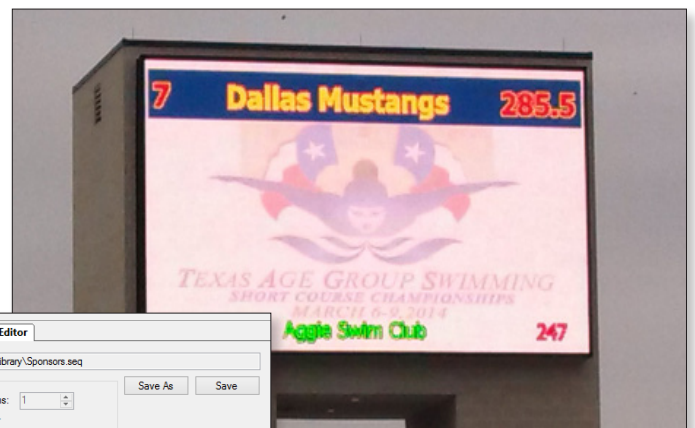 7 Dallas Mustangs 285.5
TEXAS AGE GROUP SWIMMING
SHORT COURSE CHAMPIONSHIPS
MARCH 6-9, 2014
Aggie Swim Club 247
Editor
ibrary\Sponsors.seq
Save As Save
1